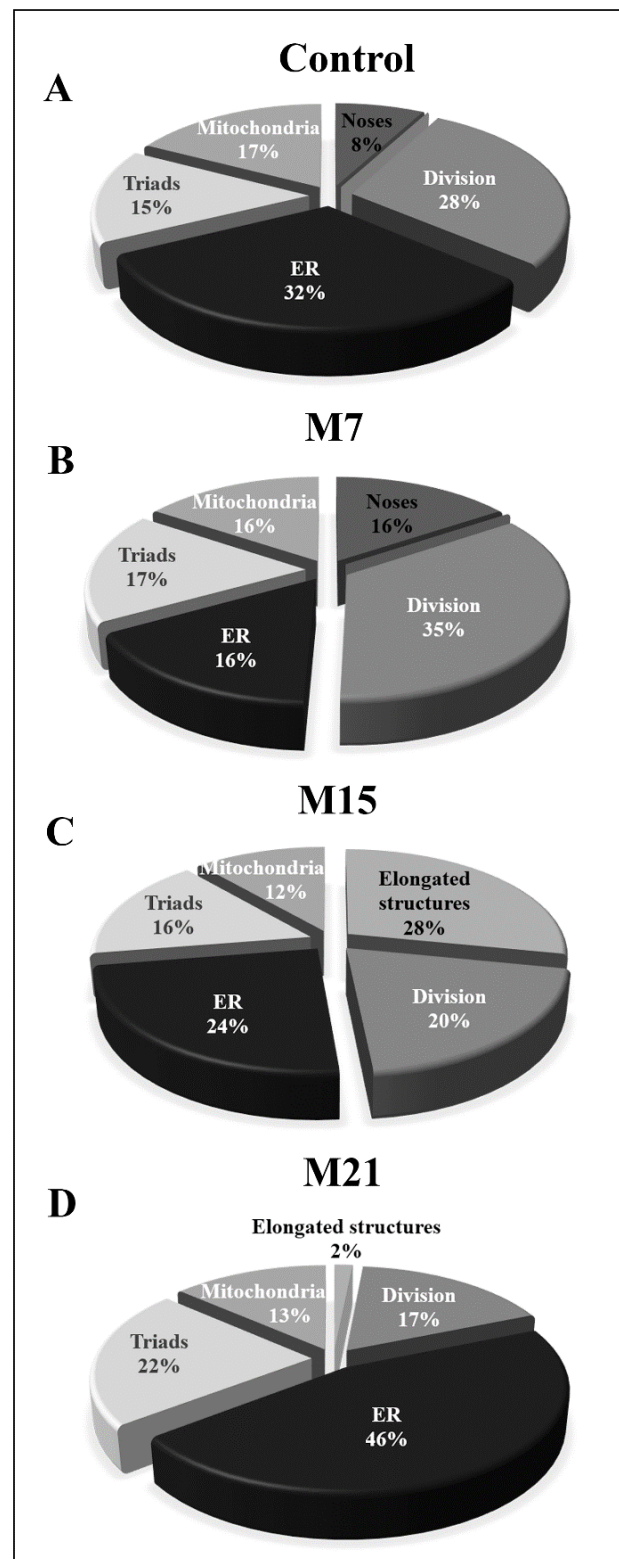 Control
A
Mitochondria
17%
Noses
8%
Division
28%
Triads
15%
ER
32%
M7
B
Mitochondria
16%
Noses
16%
Triads
17%
Division
35%
ER
16%
M15
C
Mitochondria
12%
Elongated
structures
28%
Triads
16%
ER
24%
Division
20%
M21
D
Elongated structures
2%
Mitochondria
13%
Division
17%
Triads
22%
ER
46%